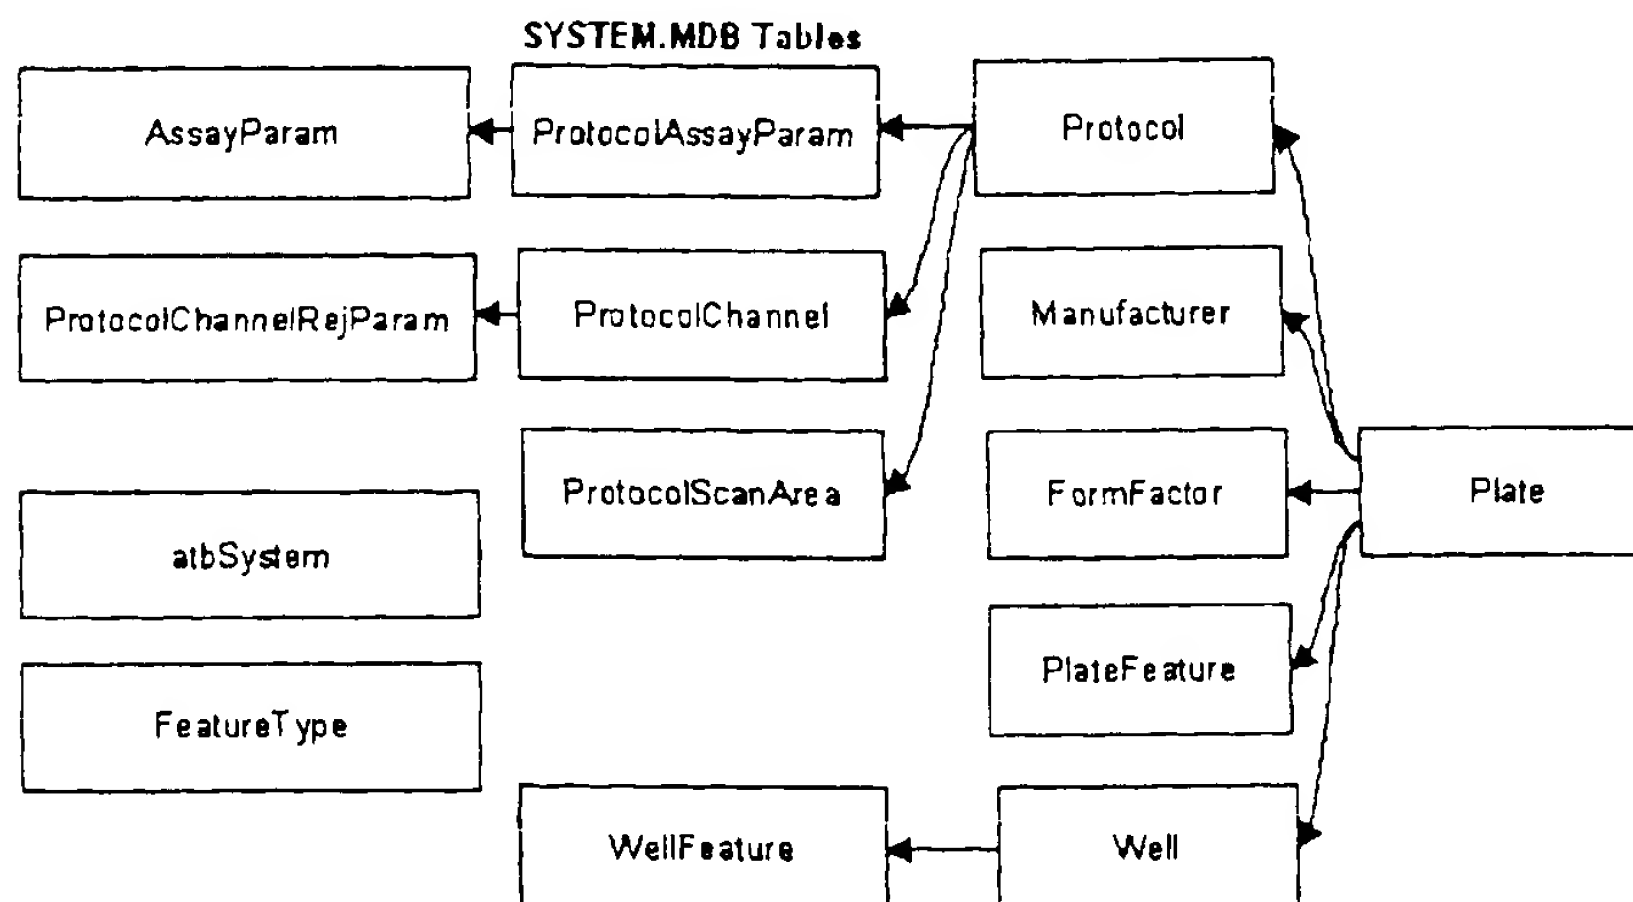 SYSTEM.MDB Tables
AssayParam
ProtocolAssayParam
Protocol
ProtocolChannelRejParam
ProtocolChannel
Manufacturer
ProtocolScanArea
FormFactor
Plate
atbSystem
PlateFeature
FeatureType
WellFeature
Well